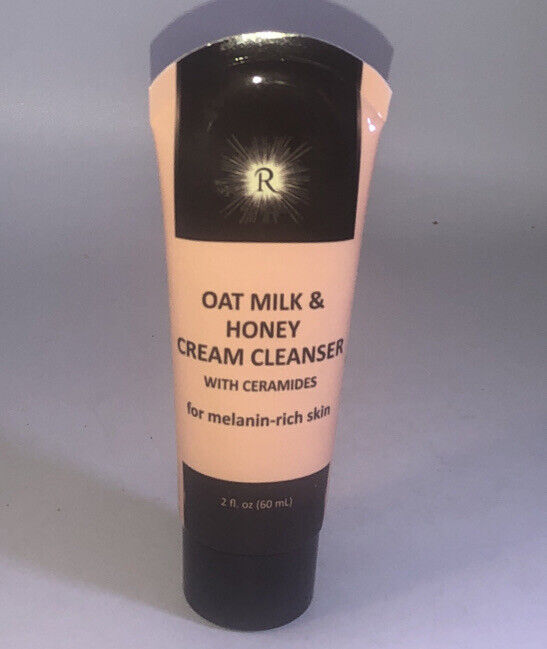 R
OAT MILK &
HONEY
CREAM CLEANSER
WITH CERAMIDES
for melanin-rich skin
2 fl. oz (60 mL)